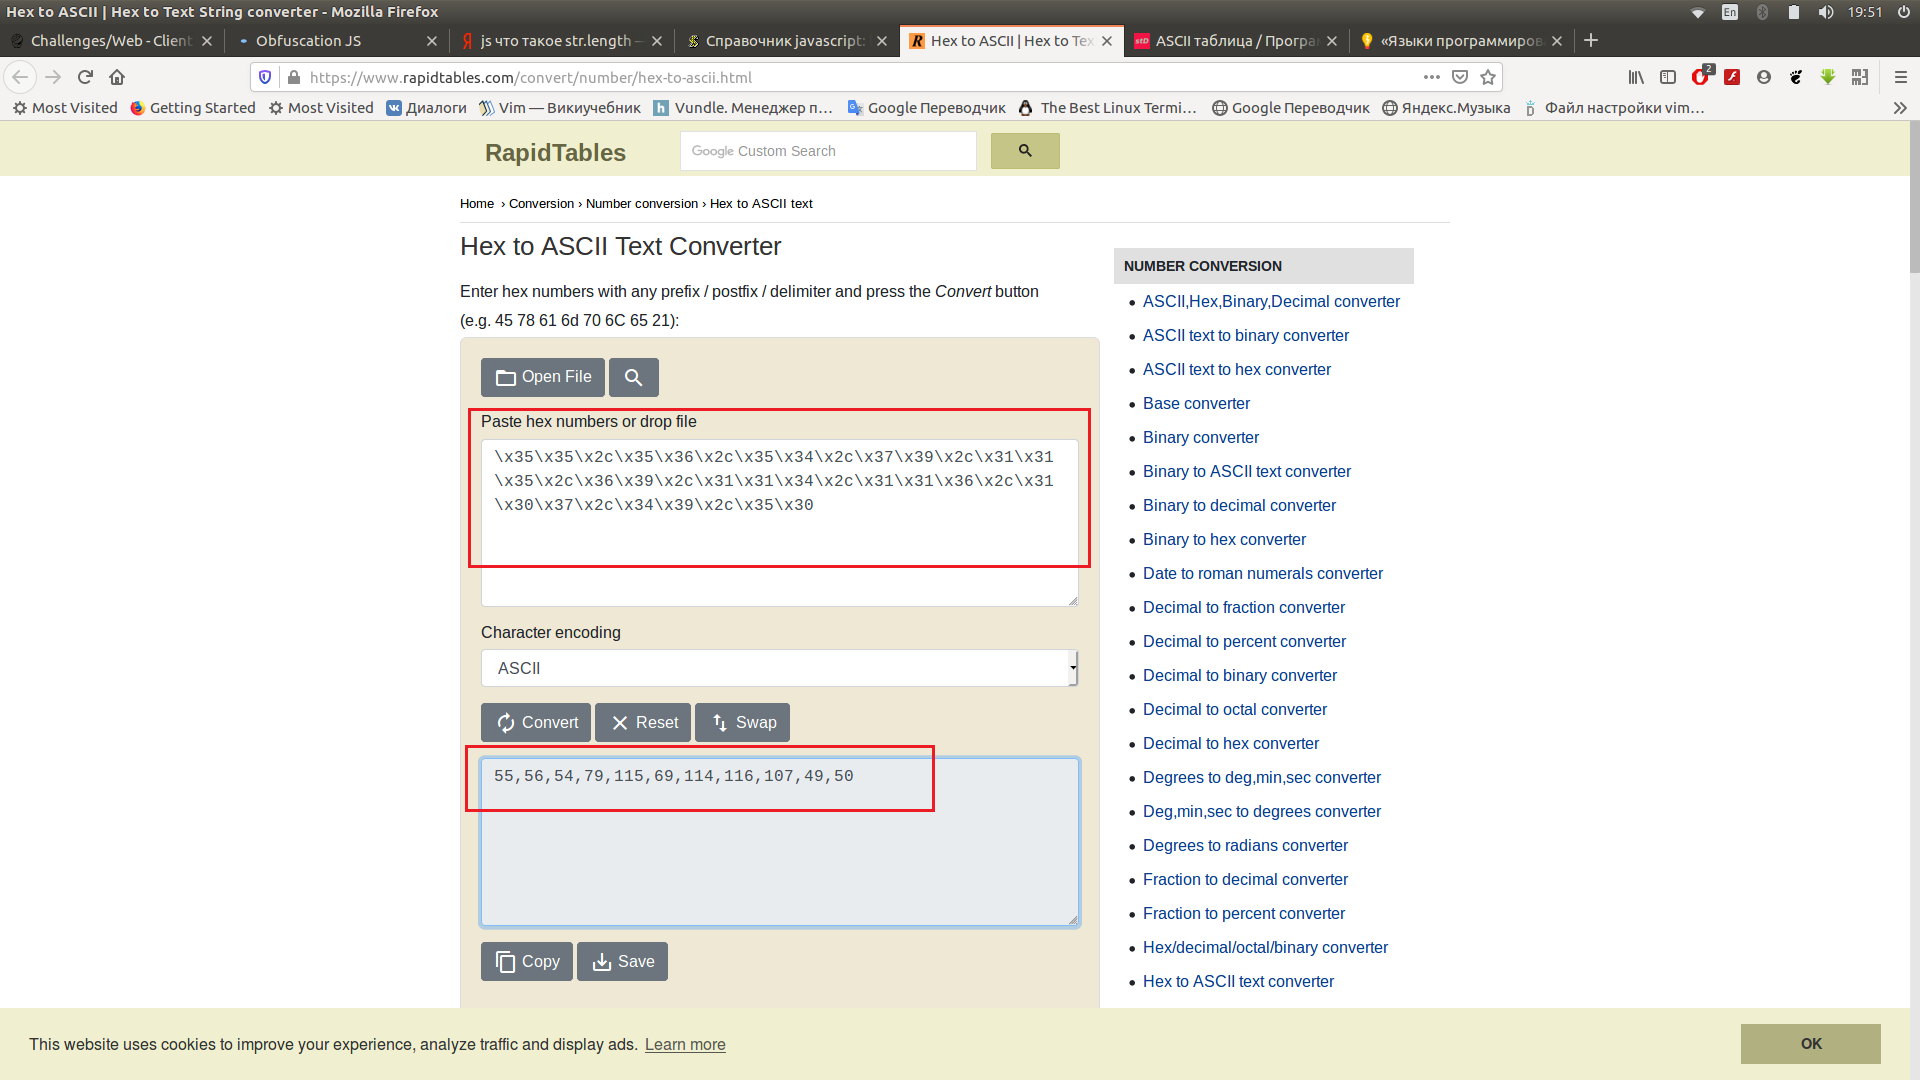 Hex to ASCII | Hex to Text String converter - Mozilla Firefox
En
19:51
Challenges/Web - Client
Obfuscation JS
js что такое str.length —
Справочник javascript:
Hex to ASCII | Hex to Tex
ASCII таблица / Програ
«Языки программиров
https://www.rapidtables.com/convert/number/hex-to-ascii.html
2
Most Visited
Getting Started
Most Visited
Диалоги
Vim — Викиучебник
Vundle. Менеджер п…
Google Переводчик
The Best Linux Termi…
Google Переводчик
Яндекс.Музыка
Файл настройки vim…
RapidTables
Google Custom Search
Home › Conversion › Number conversion › Hex to ASCII text
Hex to ASCII Text Converter
Enter hex numbers with any prefix / postfix / delimiter and press the Convert button
(e.g. 45 78 61 6d 70 6C 65 21):
Open File
Paste hex numbers or drop file
\x35\x35\x2c\x35\x36\x2c\x35\x34\x2c\x37\x39\x2c\x31\x31
\x35\x2c\x36\x39\x2c\x31\x31\x34\x2c\x31\x31\x36\x2c\x31
\x30\x37\x2c\x34\x39\x2c\x35\x30
Character encoding
ASCII
Convert
Reset
Swap
55,56,54,79,115,69,114,116,107,49,50
Copy
Save
NUMBER CONVERSION
ASCII,Hex,Binary,Decimal converter
ASCII text to binary converter
ASCII text to hex converter
Base converter
Binary converter
Binary to ASCII text converter
Binary to decimal converter
Binary to hex converter
Date to roman numerals converter
Decimal to fraction converter
Decimal to percent converter
Decimal to binary converter
Decimal to octal converter
Decimal to hex converter
Degrees to deg,min,sec converter
Deg,min,sec to degrees converter
Degrees to radians converter
Fraction to decimal converter
Fraction to percent converter
Hex/decimal/octal/binary converter
Hex to ASCII text converter
This website uses cookies to improve your experience, analyze traffic and display ads. Learn more
OK